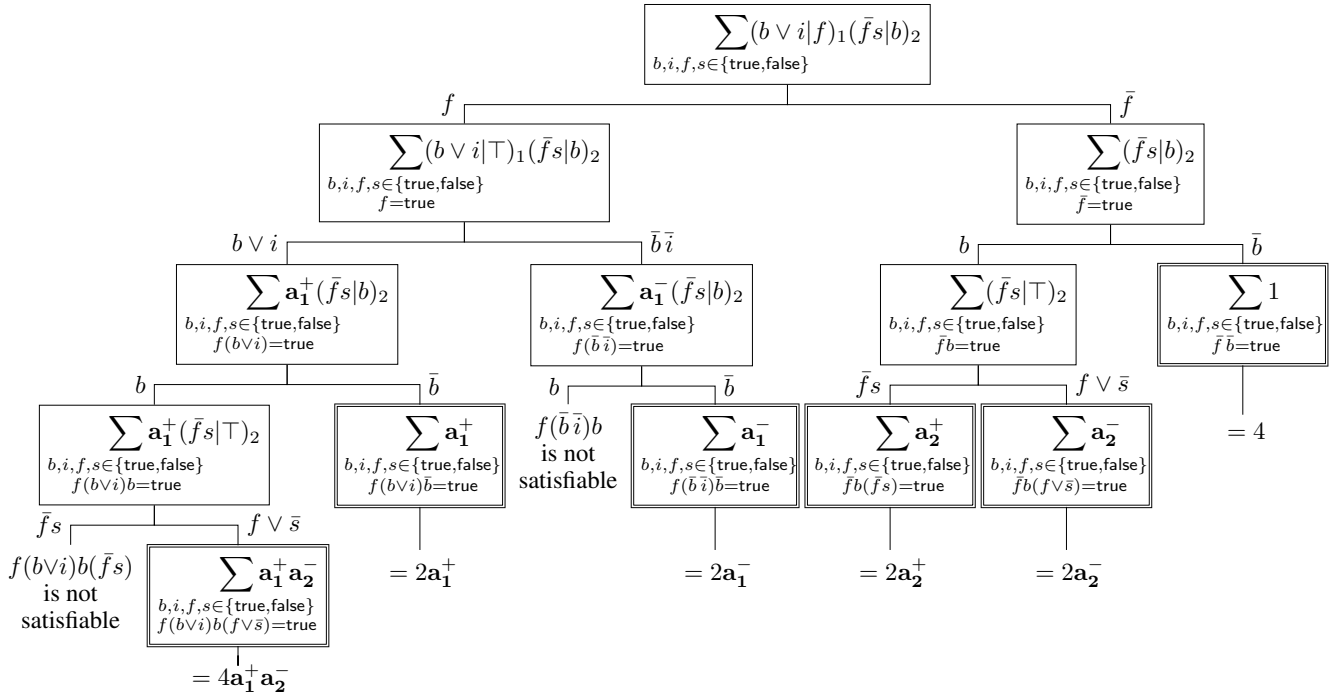 ∑(b ∨ i|f)₁(f̄s|b)₂
b,i,f,s∈{true,false}
f
f̄
∑(b ∨ i|⊤)₁(f̄s|b)₂
b,i,f,s∈{true,false}
f=true
∑(f̄s|b)₂
b,i,f,s∈{true,false}
f̄=true
b ∨ i
b̄ ī
b
b̄
∑ a₁⁺(f̄s|b)₂
b,i,f,s∈{true,false}
f(b∨i)=true
∑ a₁⁻(f̄s|b)₂
b,i,f,s∈{true,false}
f(b̄ ī)=true
∑(f̄s|⊤)₂
b,i,f,s∈{true,false}
f̄b=true
∑ 1
b,i,f,s∈{true,false}
f̄ b̄=true
b
b̄
b
b̄
f̄s
f ∨ s̄
∑ a₁⁺(f̄s|⊤)₂
b,i,f,s∈{true,false}
f(b∨i)b=true
∑ a₁⁺
b,i,f,s∈{true,false}
f(b∨i)b̄=true
f(b̄ ī)b
is not
satisfiable
∑ a₁⁻
b,i,f,s∈{true,false}
f(b̄ ī)b̄=true
∑ a₂⁺
b,i,f,s∈{true,false}
f̄b(f̄s)=true
∑ a₂⁻
b,i,f,s∈{true,false}
f̄b(f∨s̄)=true
= 4
f̄s
f ∨ s̄
f(b∨i)b(f̄s)
is not
satisfiable
∑ a₁⁺a₂⁻
b,i,f,s∈{true,false}
f(b∨i)b(f∨s̄)=true
= 2a₁⁺
= 2a₁⁻
= 2a₂⁺
= 2a₂⁻
= 4a₁⁺a₂⁻